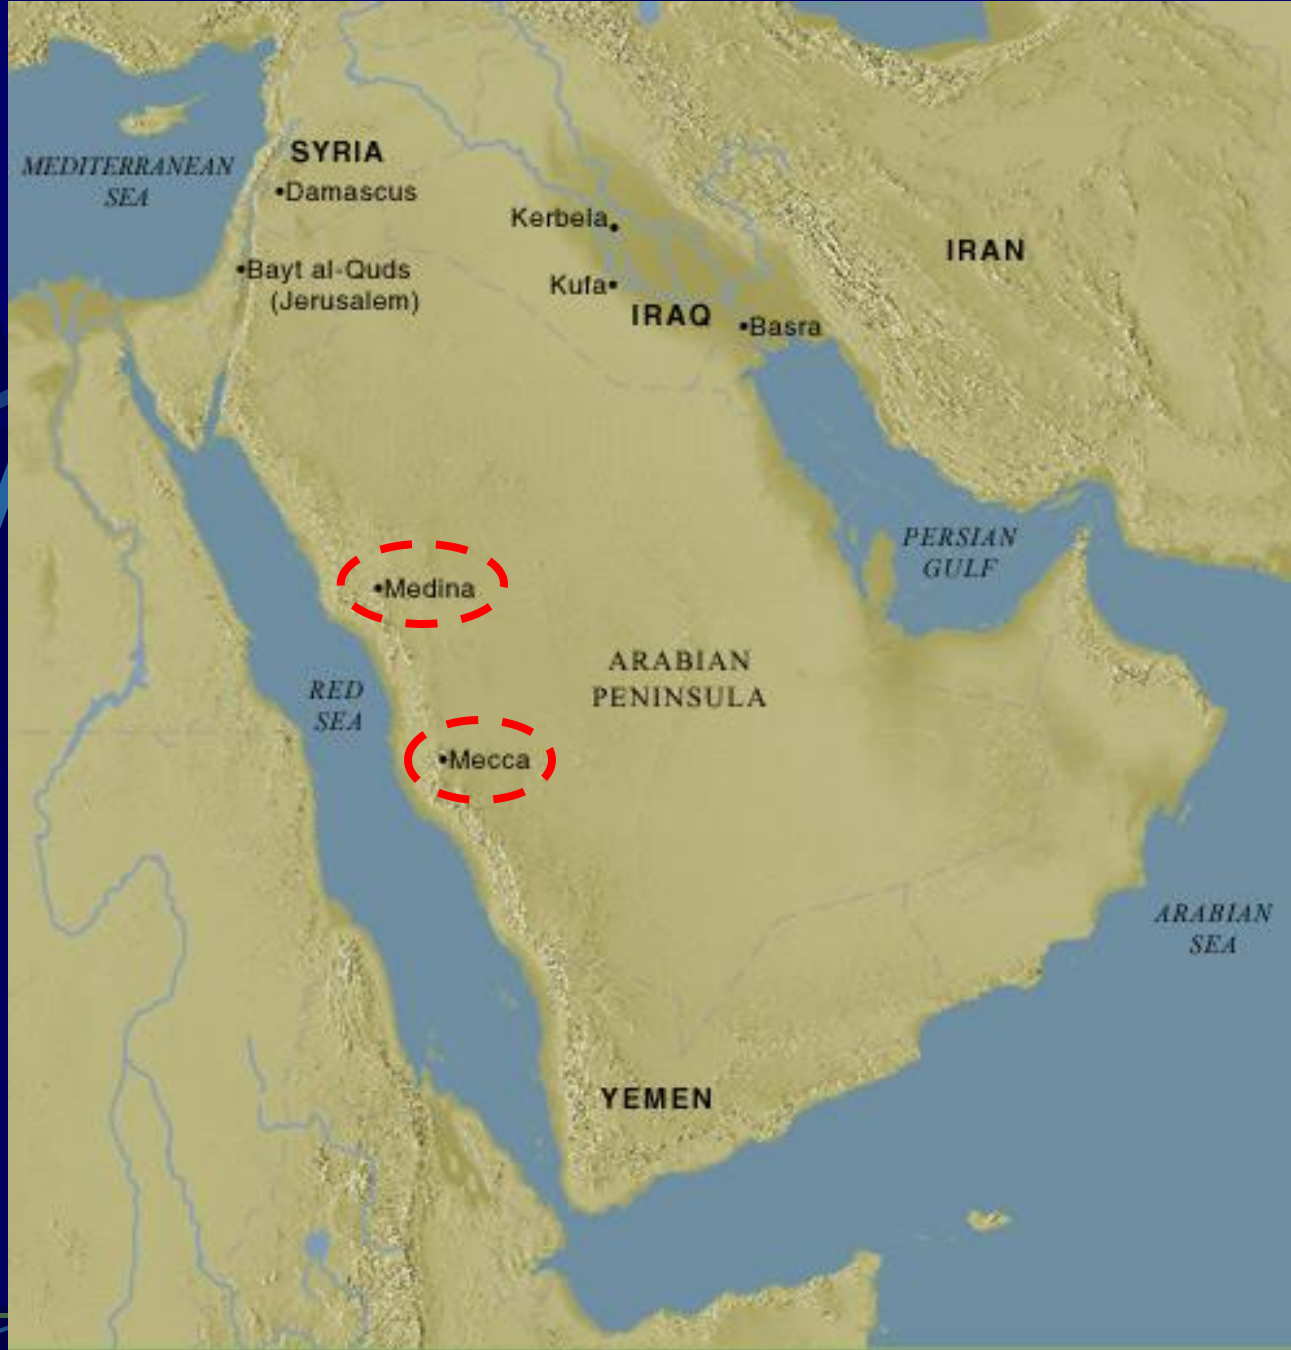 SYRIA
MEDITERRANEAN
SEA
•Damascus
Kerbela
IRAN
•Bayt al-Quds
(Jerusalem)
Kufa•
IRAQ
•Basra
PERSIAN
GULF
•Medina
ARABIAN
PENINSULA
RED
SEA
•Mecca
ARABIAN
SEA
YEMEN